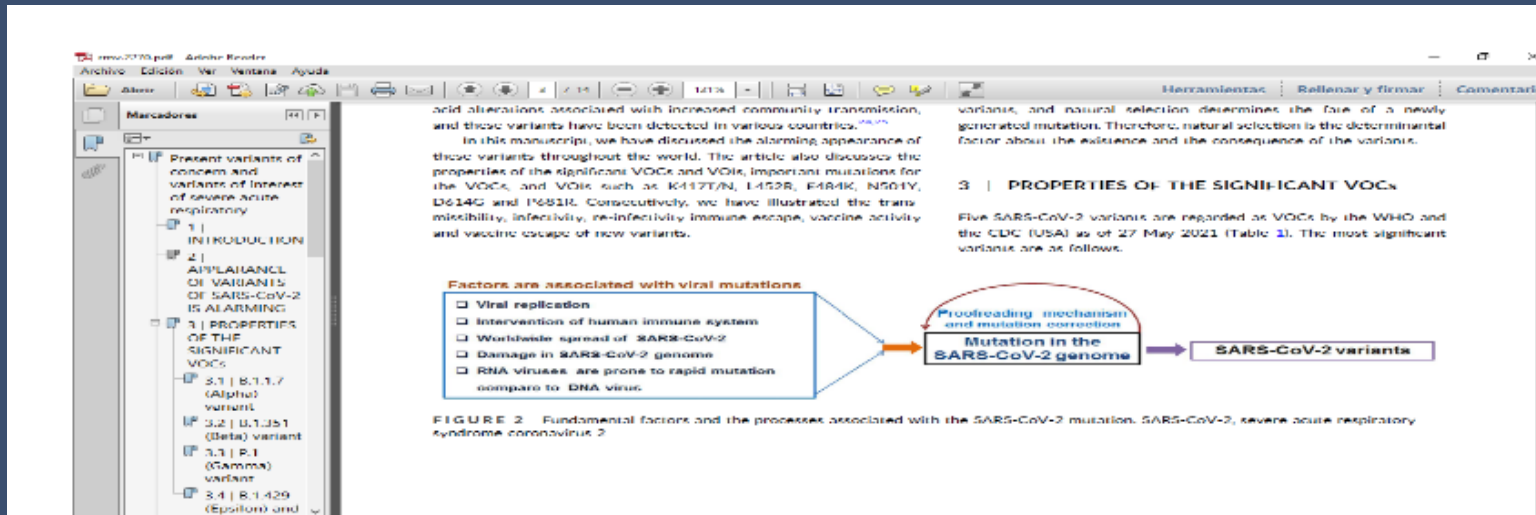 rmv.2270.pdf - Adobe Reader
Archivo Edición Ver Ventana Ayuda
Abrir / 14 121% Herramientas Rellenar y firmar Comentari
Marcadores
Present variants of
concern and
variants of interest
of severe acute
respiratory
1 |
INTRODUCTION
2 |
APPEARANCE
OF VARIANTS
OF SARS-CoV-2
IS ALARMING
3 | PROPERTIES
OF THE
SIGNIFICANT
VOCs
3.1 | B.1.1.7
(Alpha)
variant
3.2 | B.1.351
(Beta) variant
3.3 | P.1
(Gamma)
variant
3.4 | B.1.429
(Epsilon) and
acid alterations associated with increased community transmission,
and these variants have been detected in various countries.24,25
In this manuscript, we have discussed the alarming appearance of
these variants throughout the world. The article also discusses the
properties of the significant VOCs and VOIs, important mutations for
the VOCs, and VOIs such as K417T/N, L452R, E484K, N501Y,
D614G and P681R. Consecutively, we have illustrated the trans
missibility, infectivity, re-infectivity immune escape, vaccine activity
and vaccine escape of new variants.
variants, and natural selection determines the fate of a newly
generated mutation. Therefore, natural selection is the determinantal
factor about the existence and the consequence of the variants.
3 | PROPERTIES OF THE SIGNIFICANT VOCs
Five SARS-CoV-2 variants are regarded as VOCs by the WHO and
the CDC (USA) as of 27 May 2021 (Table 1). The most significant
variants are as follows.
Factors are associated with viral mutations
Viral replication
Intervention of human immune system
Worldwide spread of SARS-CoV-2
Damage in SARS-CoV-2 genome
RNA viruses are prone to rapid mutation
compare to DNA virus
Proofreading mechanism
and mutation correction
Mutation in the
SARS-CoV-2 genome
SARS-CoV-2 variants
FIGURE 2 Fundamental factors and the processes associated with the SARS-CoV-2 mutation. SARS-CoV-2, severe acute respiratory
syndrome coronavirus 2